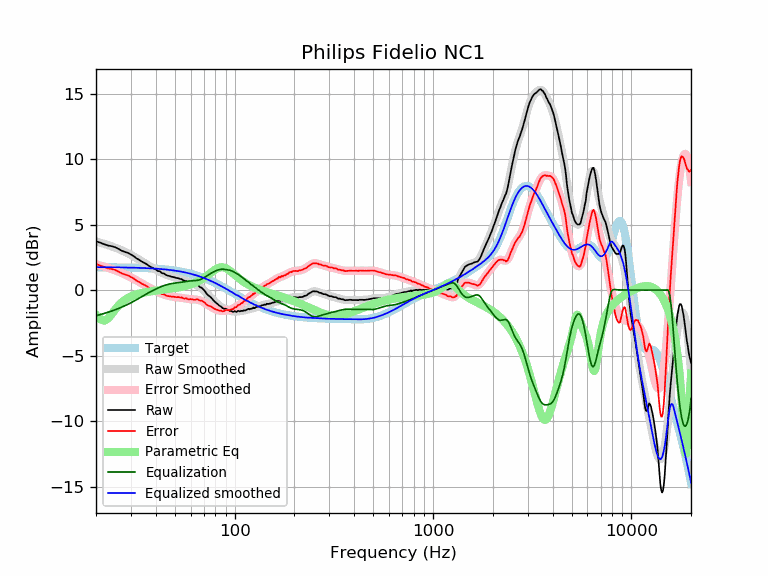 Philips Fidelio NC1
Amplitude (dBr)
15
10
5
0
−5
−10
−15
Target
Raw Smoothed
Error Smoothed
Raw
Error
Parametric Eq
Equalization
Equalized smoothed
100 1000 10000
Frequency (Hz)